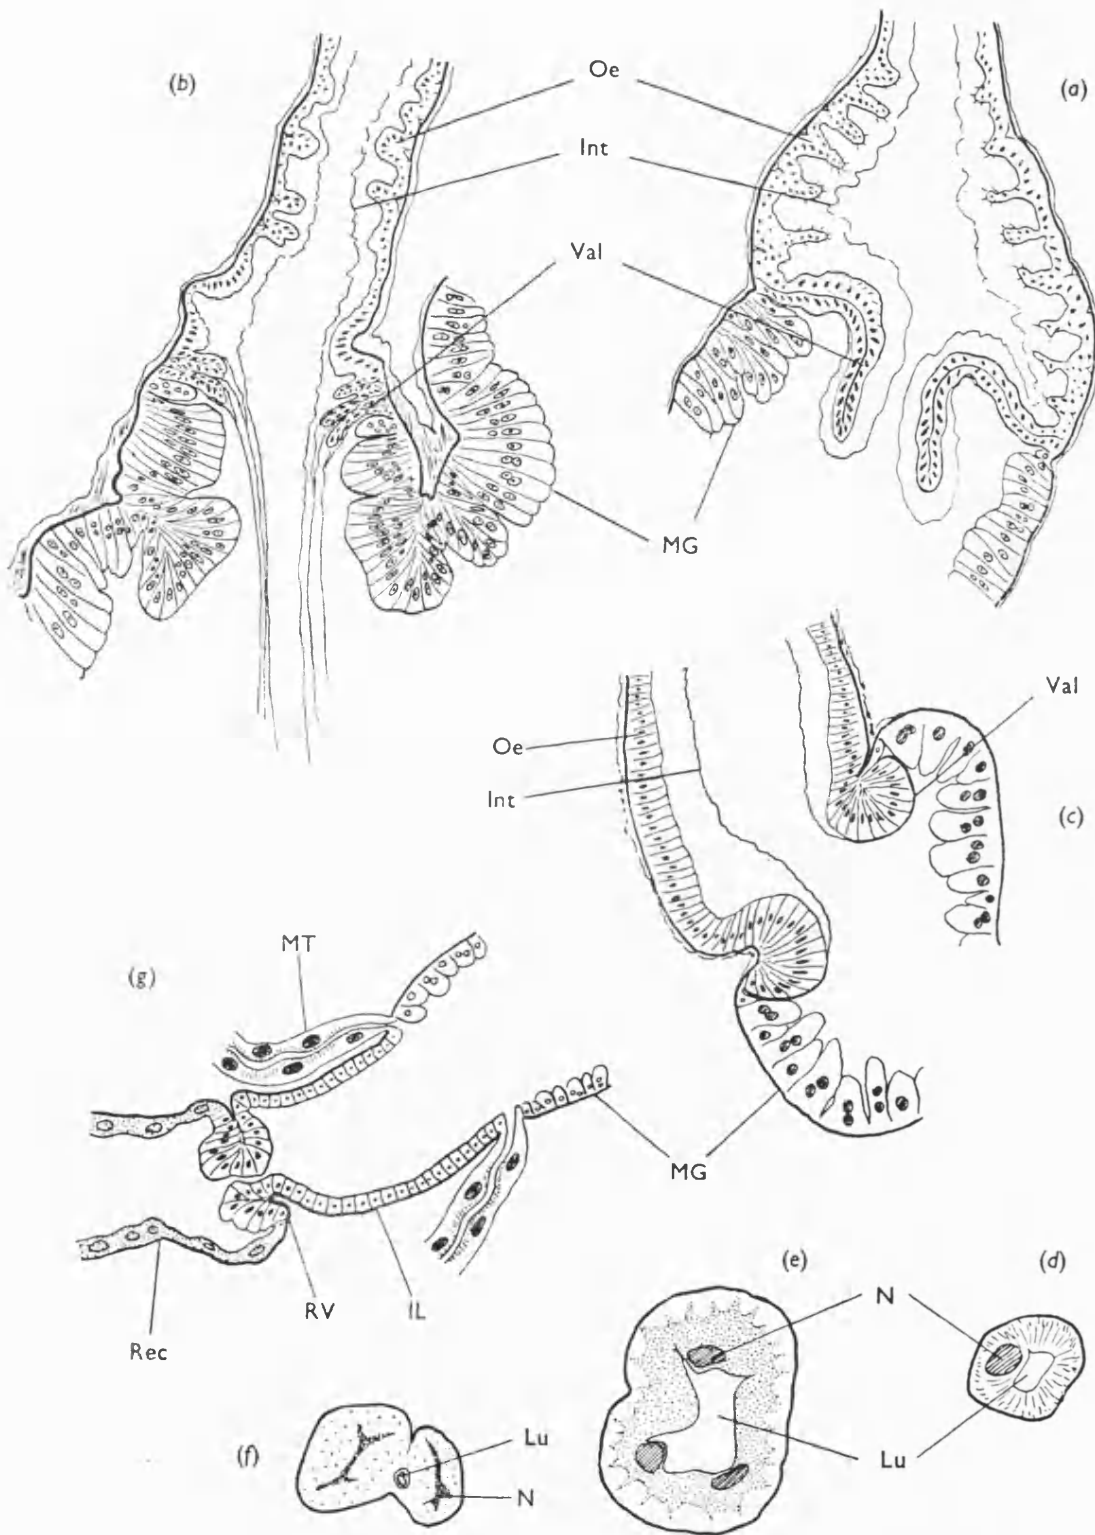 (b)
Oe
(a)
Int
Val
MG
Val
Oe
Int
(c)
MT
(g)
MG
(e)
(d)
N
RV
IL
Rec
Lu
(f)
Lu
N